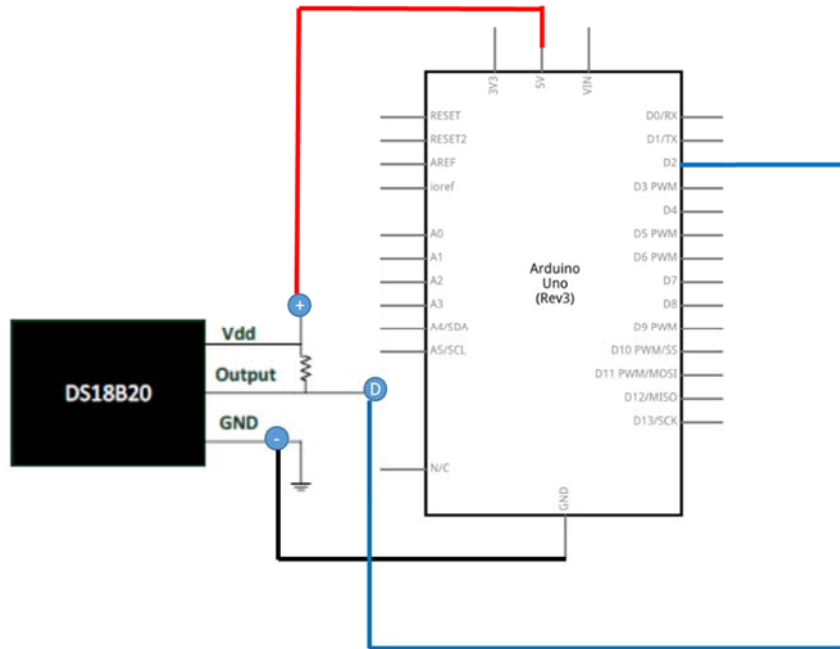 3V3
5V
VIN
RESET
RESET2
AREF
ioref
A0
A1
A2
A3
A4/SDA
A5/SCL
N/C
D0/RX
D1/TX
D2
D3 PWM
D4
D5 PWM
D6 PWM
D7
D8
D9 PWM
D10 PWM/SS
D11 PWM/MOSI
D12/MISO
D13/SCK
Arduino
Uno
(Rev3)
GND
+
Vdd
Output
D
DS18B20
GND
-